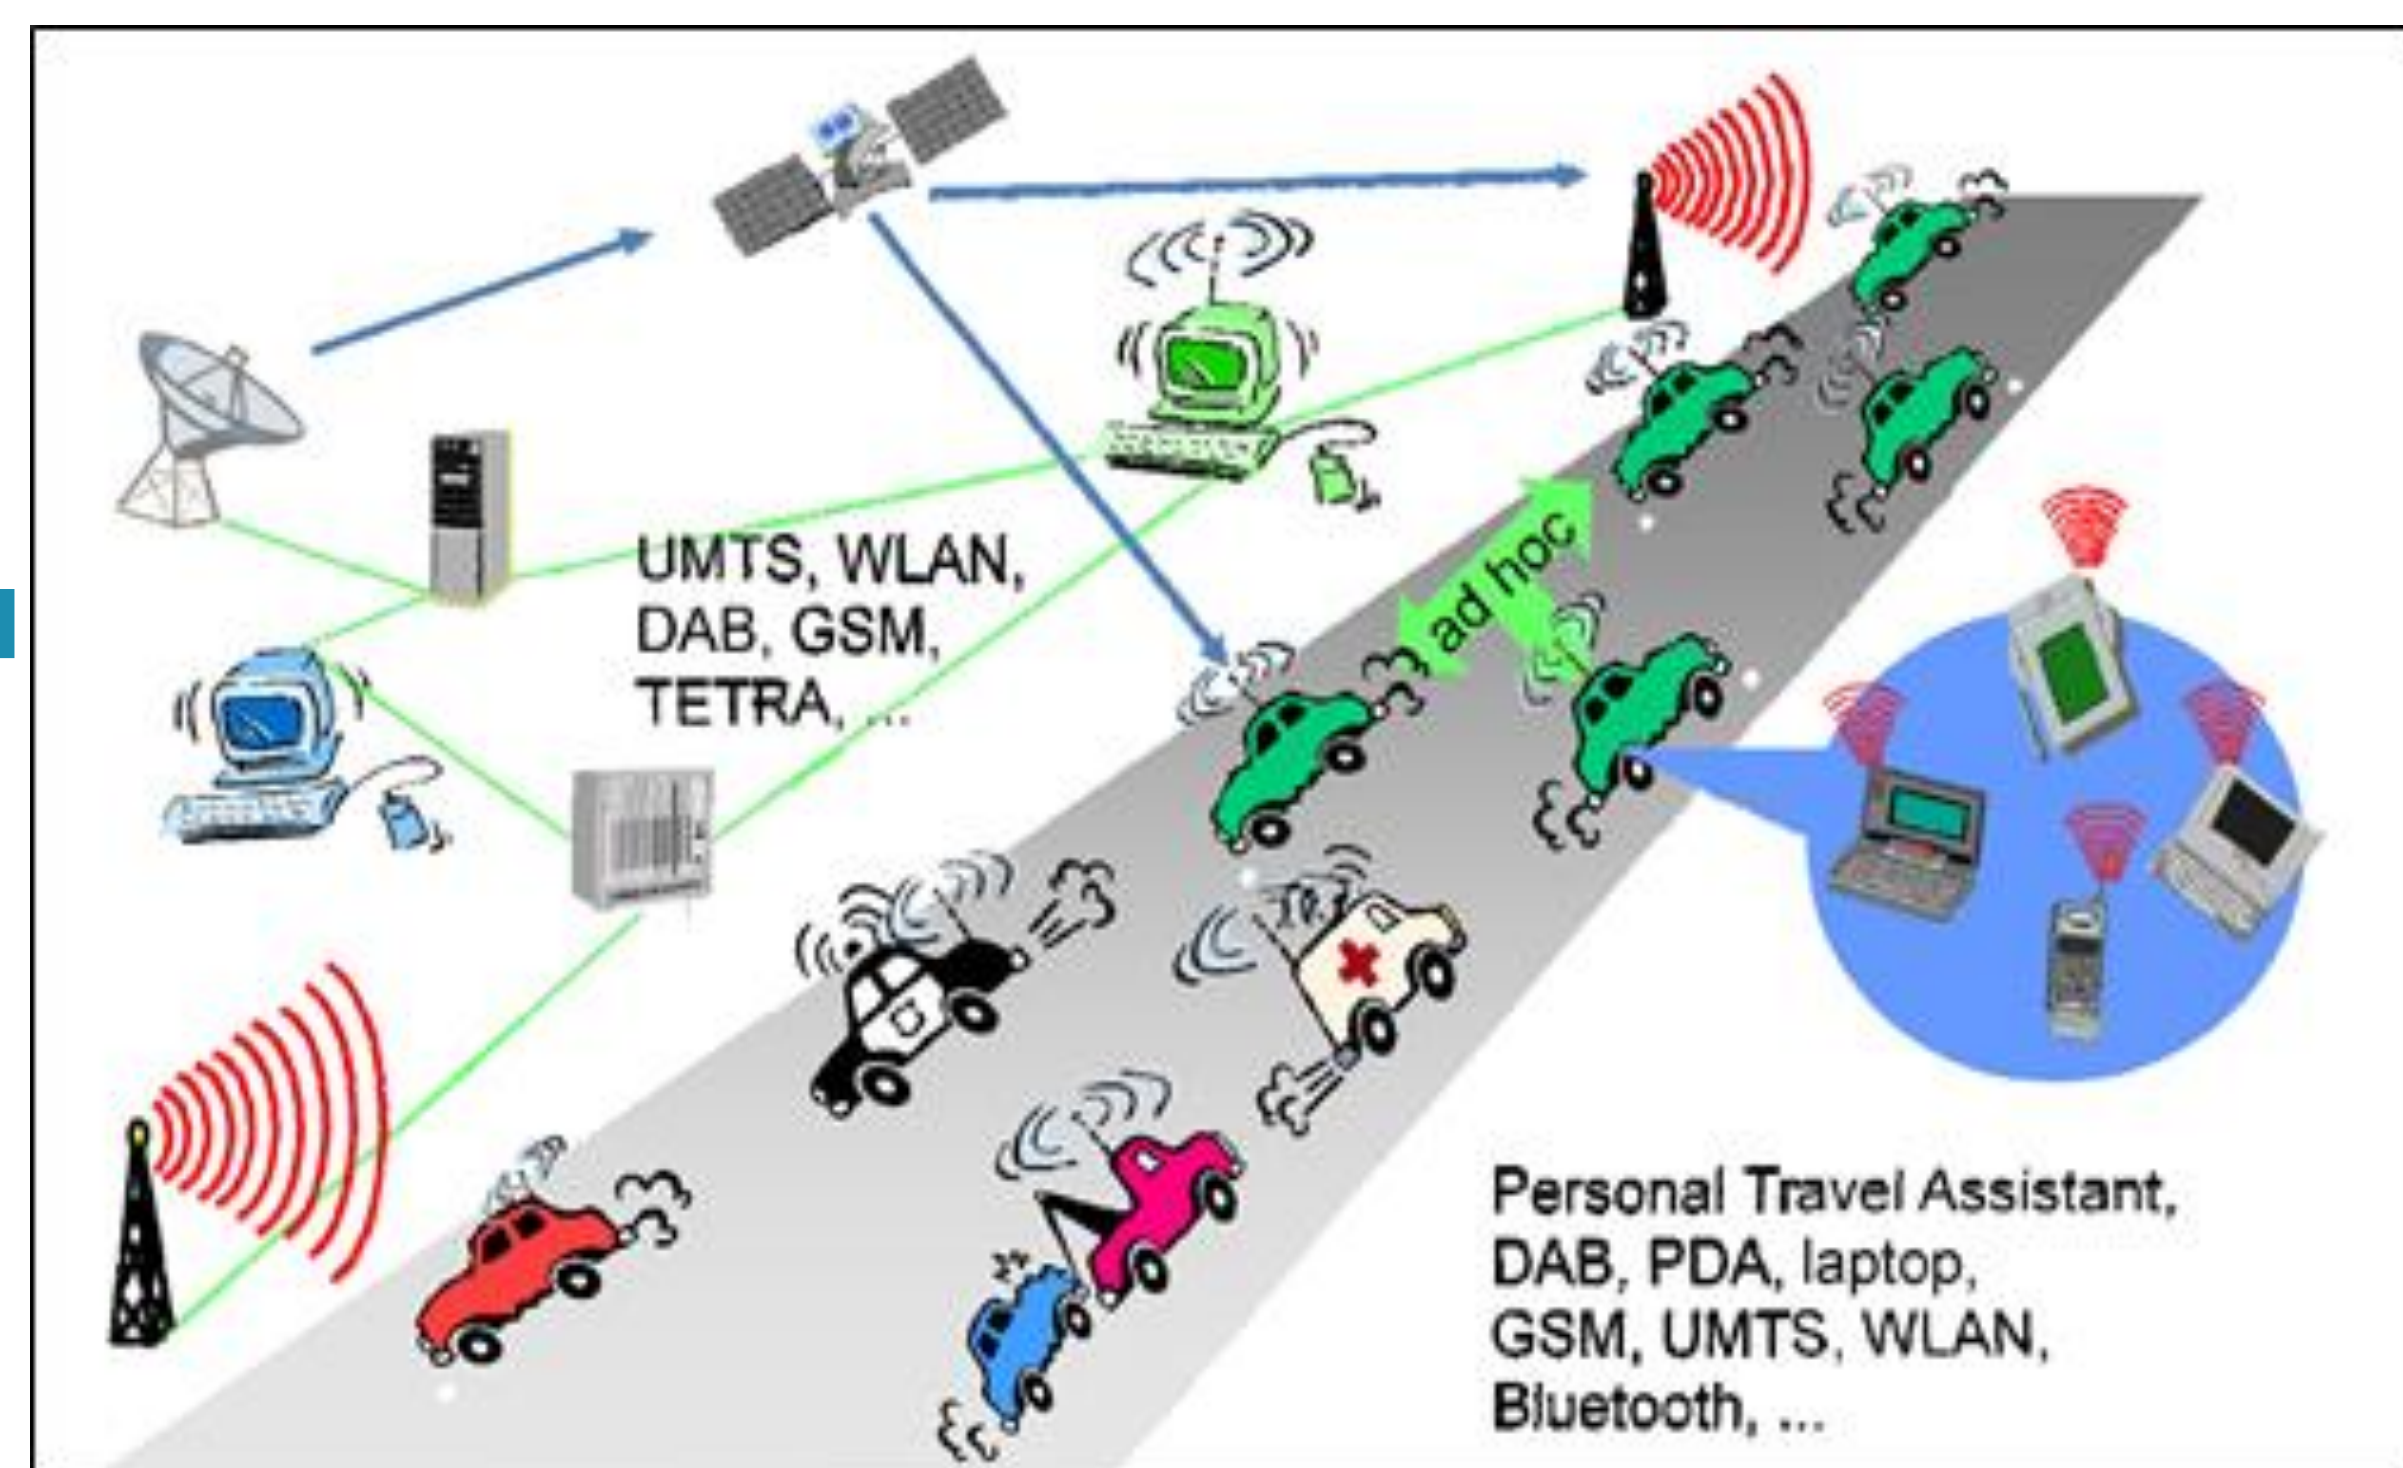 UMTS, WLAN,
DAB, GSM,
TETRA, ...
ad hoc
Personal Travel Assistant,
DAB, PDA, laptop,
GSM, UMTS, WLAN,
Bluetooth, ...